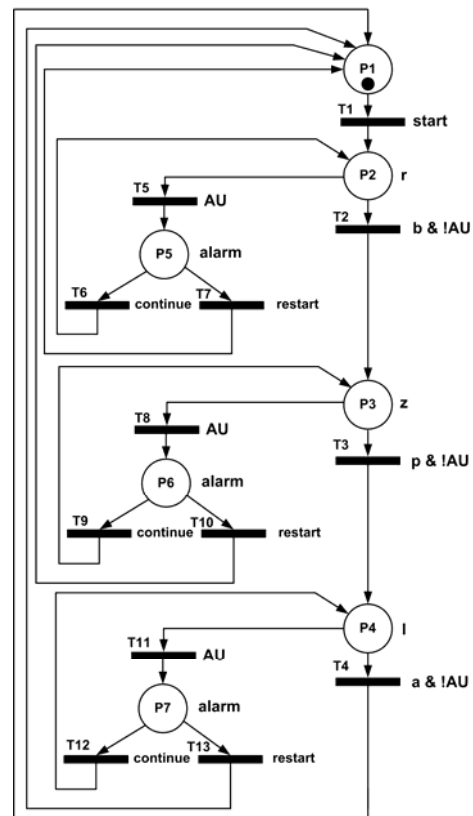 P1
T1
start
P2
r
T5
AU
T2
b & !AU
P5
alarm
T6
continue
T7
restart
P3
z
T8
AU
T3
p & !AU
P6
alarm
T9
continue
T10
restart
P4
l
T11
AU
T4
a & !AU
P7
alarm
T12
continue
T13
restart